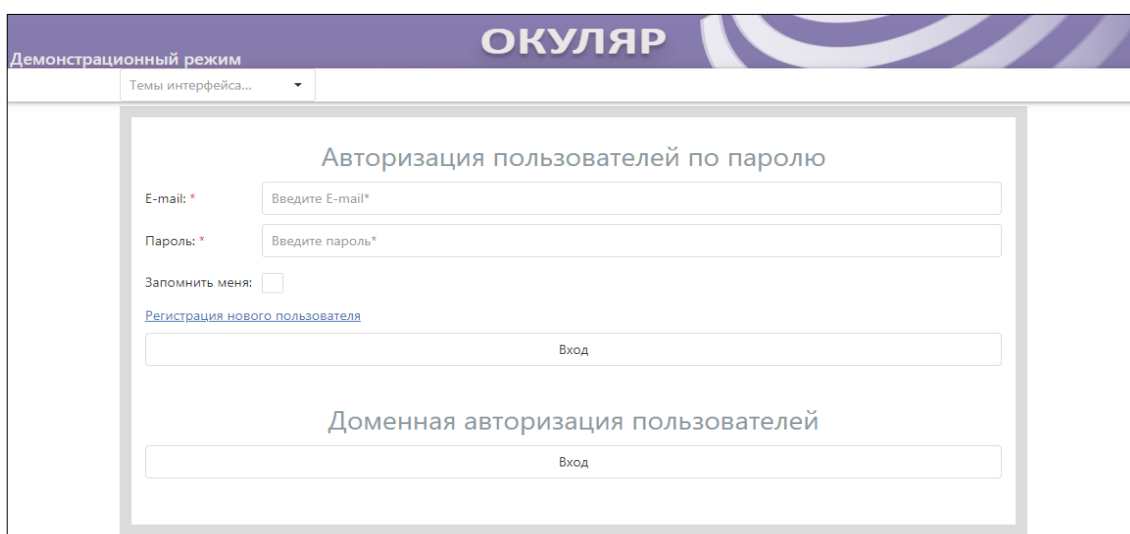 ОКУЛЯР
Демонстрационный режим
Темы интерфейса...
Авторизация пользователей по паролю
E-mail: * Введите E-mail*
Пароль: * Введите пароль*
Запомнить меня:
Регистрация нового пользователя
Вход
Доменная авторизация пользователей
Вход